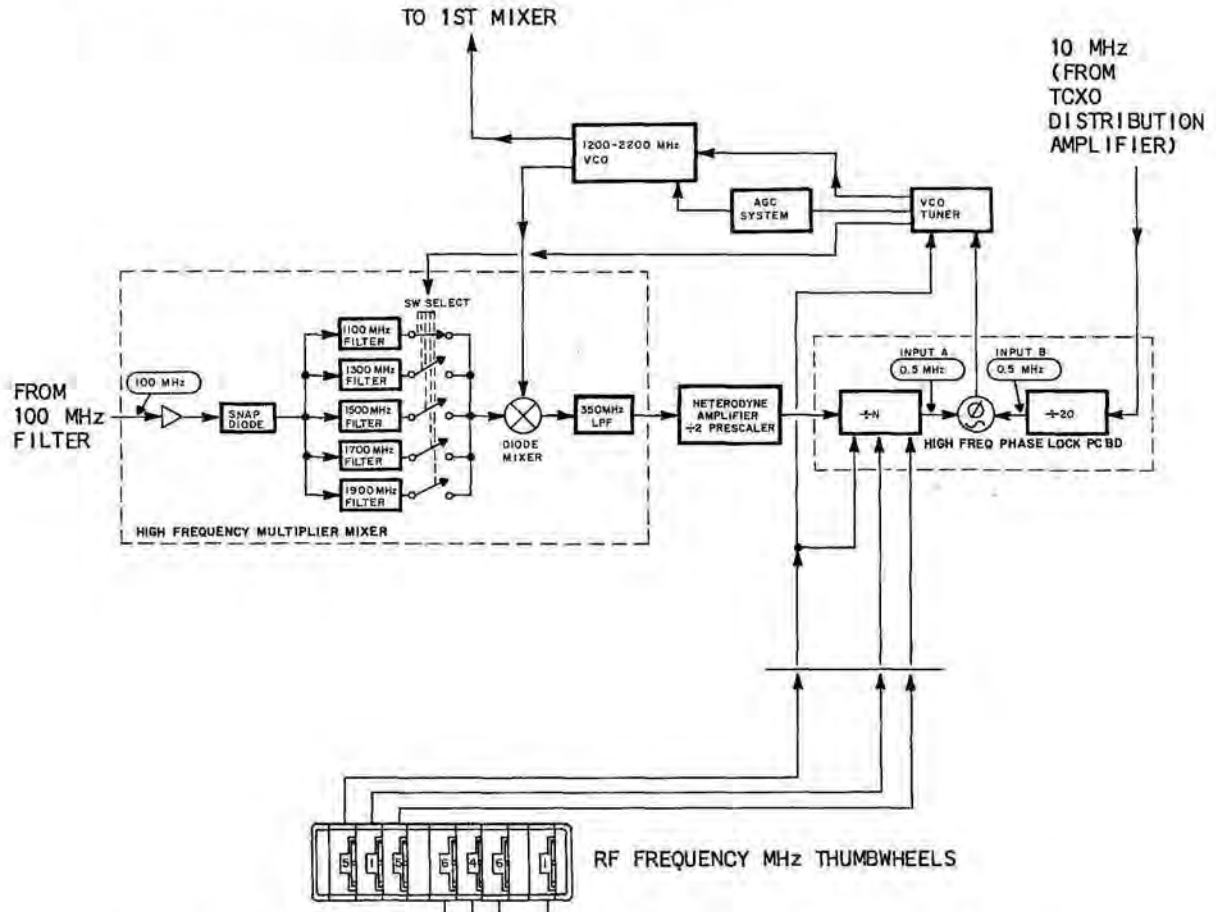 TO 1ST MIXER
10 MHz
(FROM
TCXO
DISTRIBUTION
AMPLIFIER)
1200-2200 MHz
VCO
AGC
SYSTEM
VCO
TUNER
SW SELECT
1100 MHz
FILTER
1300 MHz
FILTER
1500 MHz
FILTER
1700 MHz
FILTER
1900 MHz
FILTER
FROM
100 MHz
FILTER
100 MHz
SNAP
DIODE
DIODE
MIXER
350MHz
LPF
HETERODYNE
AMPLIFIER
÷2 PRESCALER
INPUT A
0.5 MHz
INPUT B
0.5 MHz
÷N
ø
÷20
HIGH FREQ PHASE LOCK PC BD
HIGH FREQUENCY MULTIPLIER MIXER
5 1 5 6 4 6 1
RF FREQUENCY MHz THUMBWHEELS